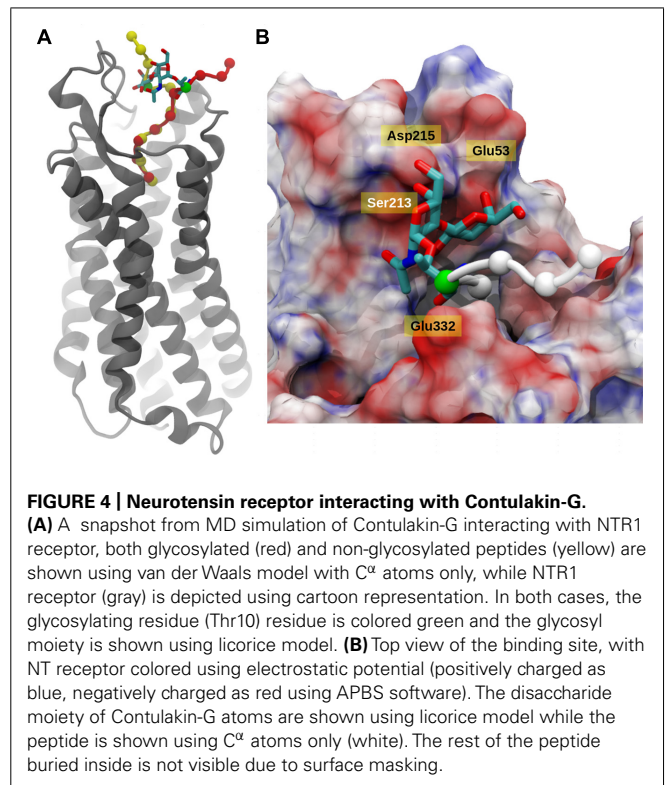 A
B
Asp215
Glu53
Ser213
Glu332
FIGURE 4 | Neurotensin receptor interacting with Contulakin-G.
(A) A snapshot from MD simulation of Contulakin-G interacting with NTR1
receptor, both glycosylated (red) and non-glycosylated peptides (yellow) are
shown using van der Waals model with Cα atoms only, while NTR1
receptor (gray) is depicted using cartoon representation. In both cases, the
glycosylating residue (Thr10) residue is colored green and the glycosyl
moiety is shown using licorice model. (B) Top view of the binding site, with
NT receptor colored using electrostatic potential (positively charged as
blue, negatively charged as red using APBS software). The disaccharide
moiety of Contulakin-G atoms are shown using licorice model while the
peptide is shown using Cα atoms only (white). The rest of the peptide
buried inside is not visible due to surface masking.